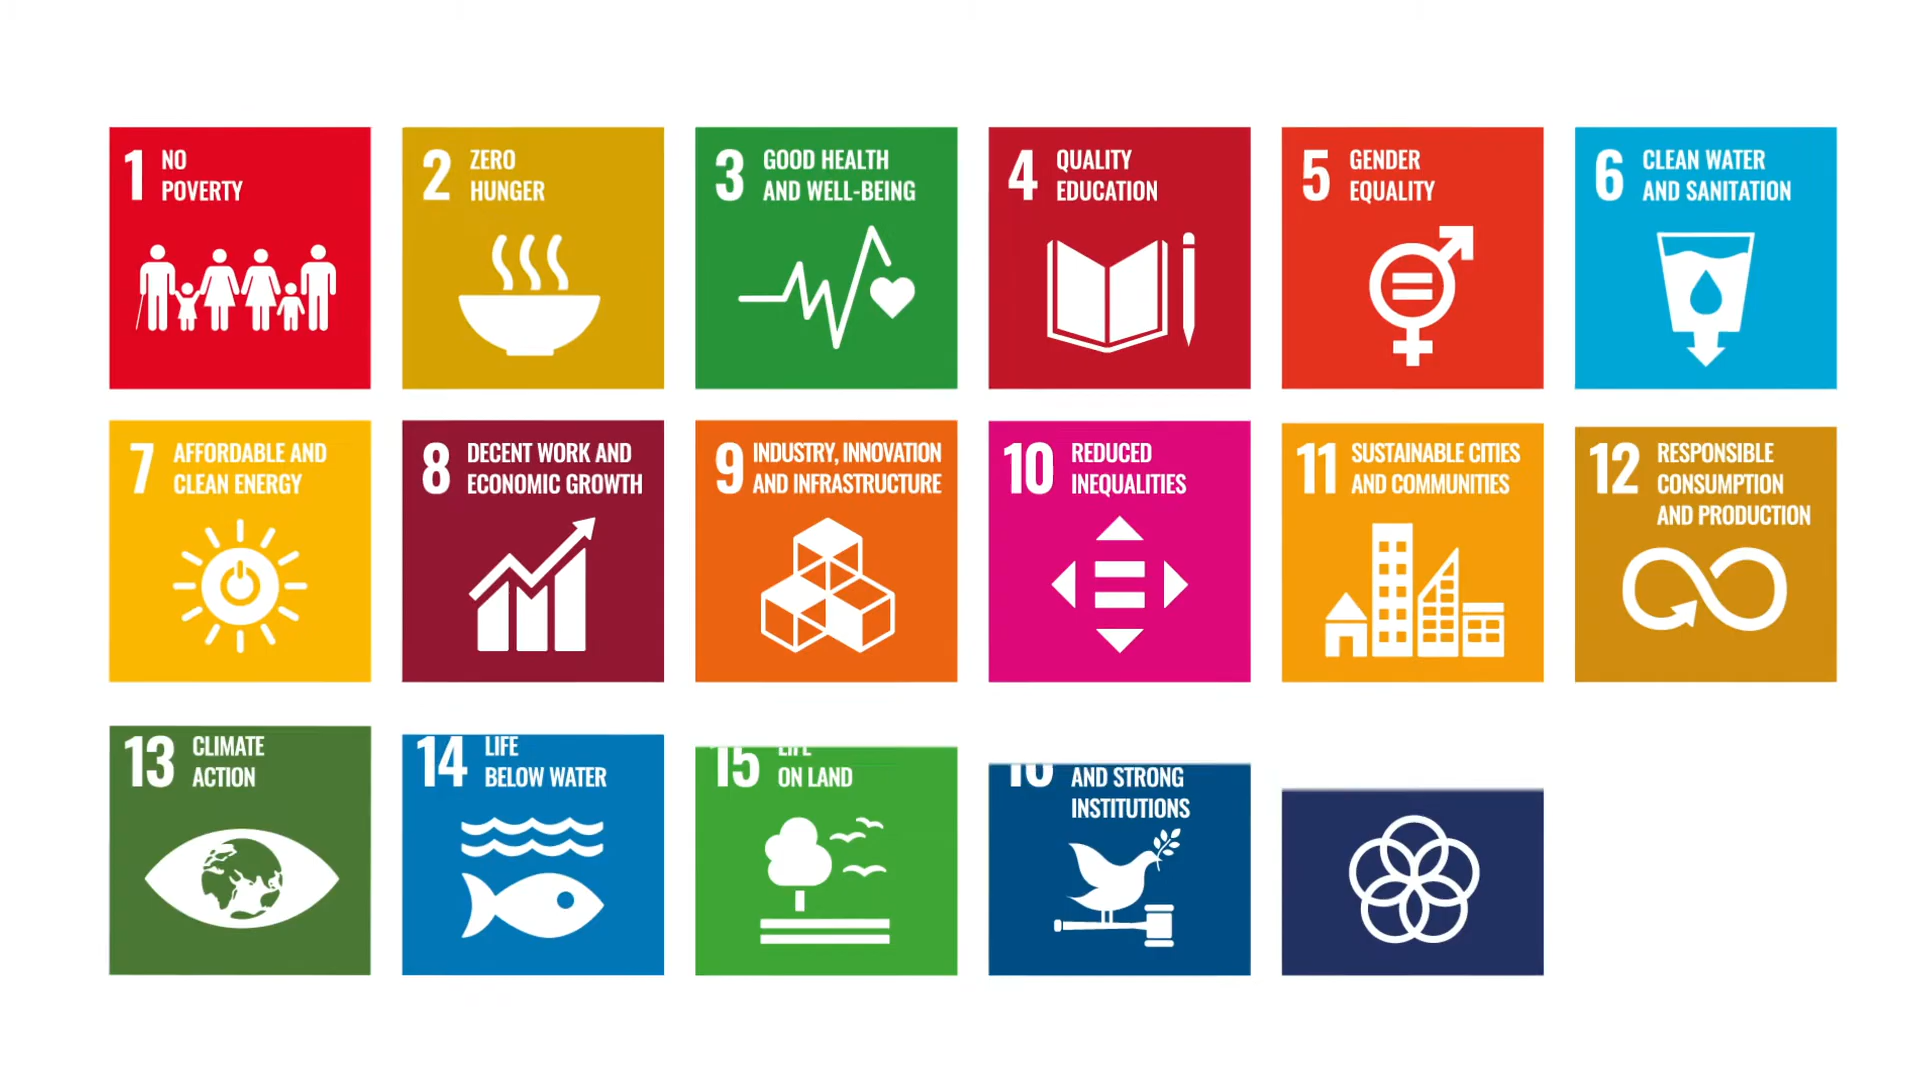 1 NO
POVERTY
2 ZERO
HUNGER
3 GOOD HEALTH
AND WELL-BEING
4 QUALITY
EDUCATION
5 GENDER
EQUALITY
6 CLEAN WATER
AND SANITATION
7 AFFORDABLE AND
CLEAN ENERGY
8 DECENT WORK AND
ECONOMIC GROWTH
9 INDUSTRY, INNOVATION
AND INFRASTRUCTURE
10 REDUCED
INEQUALITIES
11 SUSTAINABLE CITIES
AND COMMUNITIES
12 RESPONSIBLE
CONSUMPTION
AND PRODUCTION
13 CLIMATE
ACTION
14 LIFE
BELOW WATER
15 LIFE
ON LAND
16
AND STRONG
INSTITUTIONS